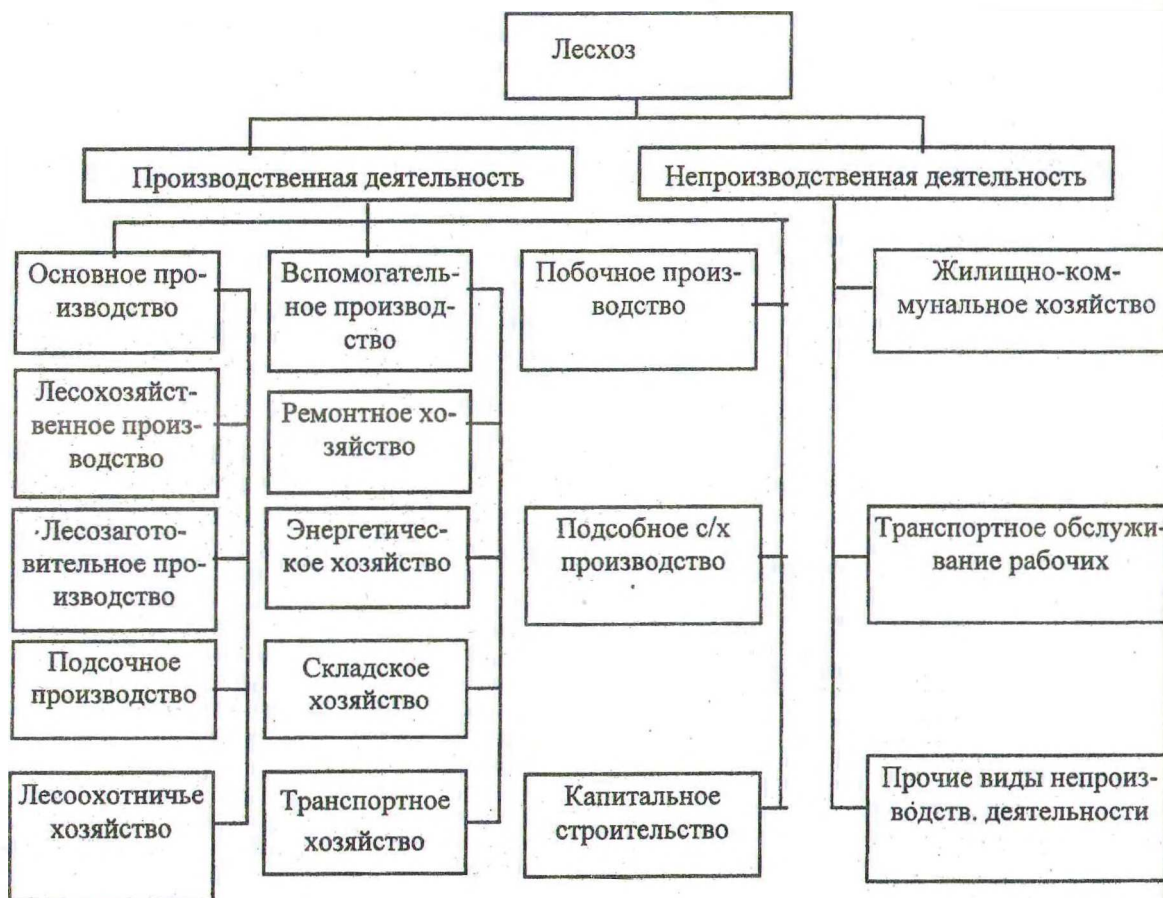 Лесхоз
Производственная деятельность
Непроизводственная деятельность
Основное про-
изводство
Вспомогатель-
ное производ-
ство
Побочное произ-
водство
Жилищно-ком-
мунальное хозяйство
Лесохозяйст-
венное произ-
водство
Ремонтное хо-
зяйство
Лесозагото-
вительное про-
изводство
Энергетичес-
кое хозяйство
Подсобное с/х
производство
Транспортное обслужи-
вание рабочих
Подсочное
производство
Складское
хозяйство
Лесоохотничье
хозяйство
Транспортное
хозяйство
Капитальное
строительство
Прочие виды непроиз-
водств. деятельности